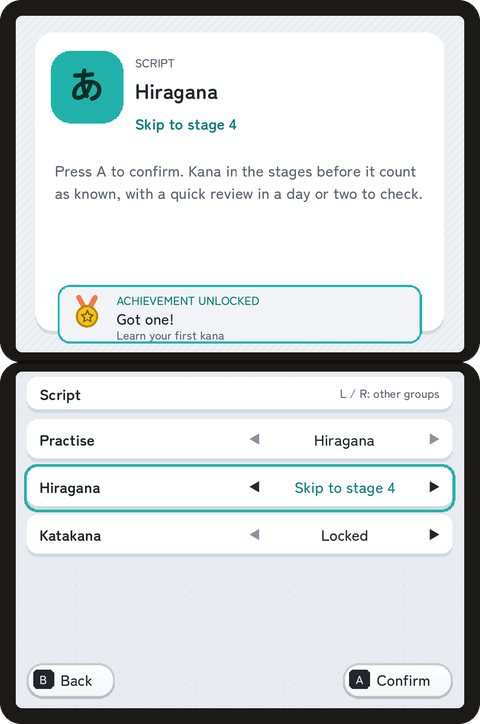 あ
SCRIPT
Hiragana
Skip to stage 4
Press A to confirm. Kana in the stages before it count
as known, with a quick review in a day or two to check.
ACHIEVEMENT UNLOCKED
Got one!
Learn your first kana
Script
L / R: other groups
Practise
Hiragana
Hiragana
Skip to stage 4
Katakana
Locked
B Back
A Confirm